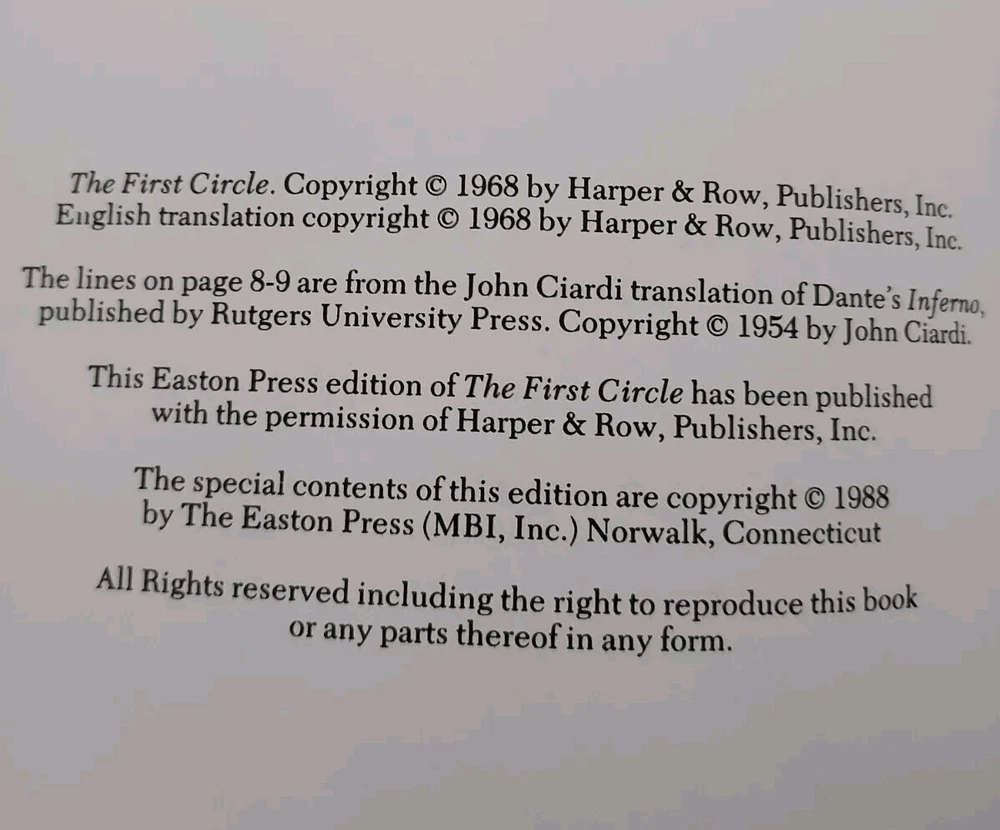 The First Circle. Copyright © 1968 by Harper & Row, Publishers, Inc.
English translation copyright © 1968 by Harper & Row, Publishers, Inc.
The lines on page 8-9 are from the John Ciardi translation of Dante's Inferno,
published by Rutgers University Press. Copyright © 1954 by John Ciardi.
This Easton Press edition of The First Circle has been published
with the permission of Harper & Row, Publishers, Inc.
The special contents of this edition are copyright © 1988
by The Easton Press (MBI, Inc.) Norwalk, Connecticut
All Rights reserved including the right to reproduce this book
or any parts thereof in any form.